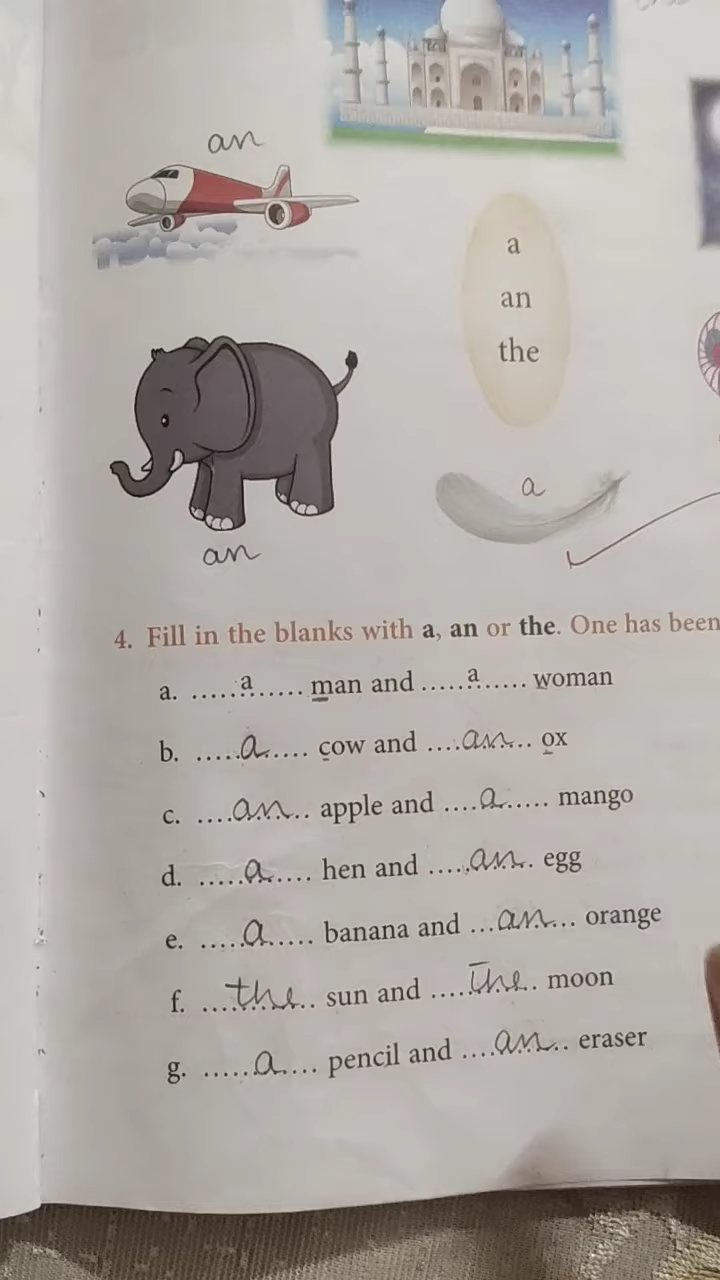 an
a
an
the
a
an
4. Fill in the blanks with a, an or the. One has been
a. ......a...... man and ......a...... woman
b. .....a..... cow and ....an... ox
c. ....an... apple and ....a..... mango
d. .....a..... hen and .....an... egg
e. .....a..... banana and ...an... orange
f. ...the... sun and ....the.. moon
g. .....a.... pencil and ....an... eraser